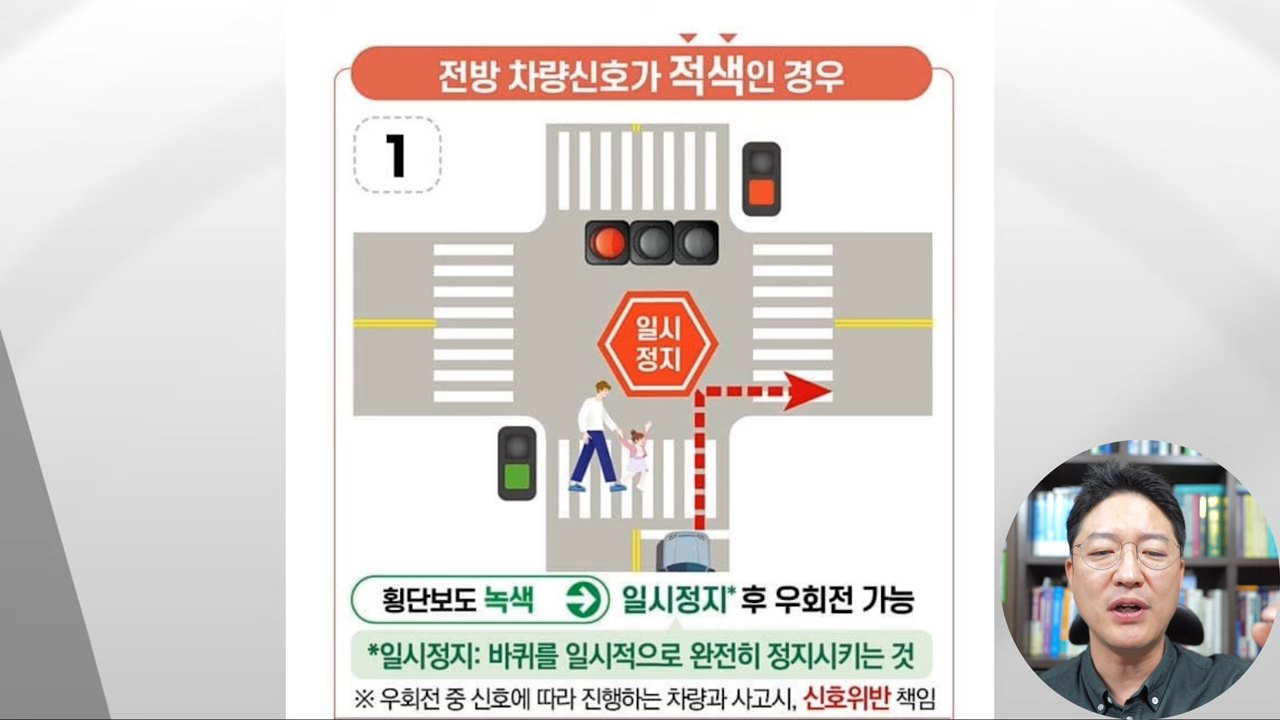 전방 차량신호가 적색인 경우
1
일시
정지
횡단보도 녹색 일시정지* 후 우회전 가능
*일시정지: 바퀴를 일시적으로 완전히 정지시키는 것
※ 우회전 중 신호에 따라 진행하는 차량과 사고시, 신호위반 책임